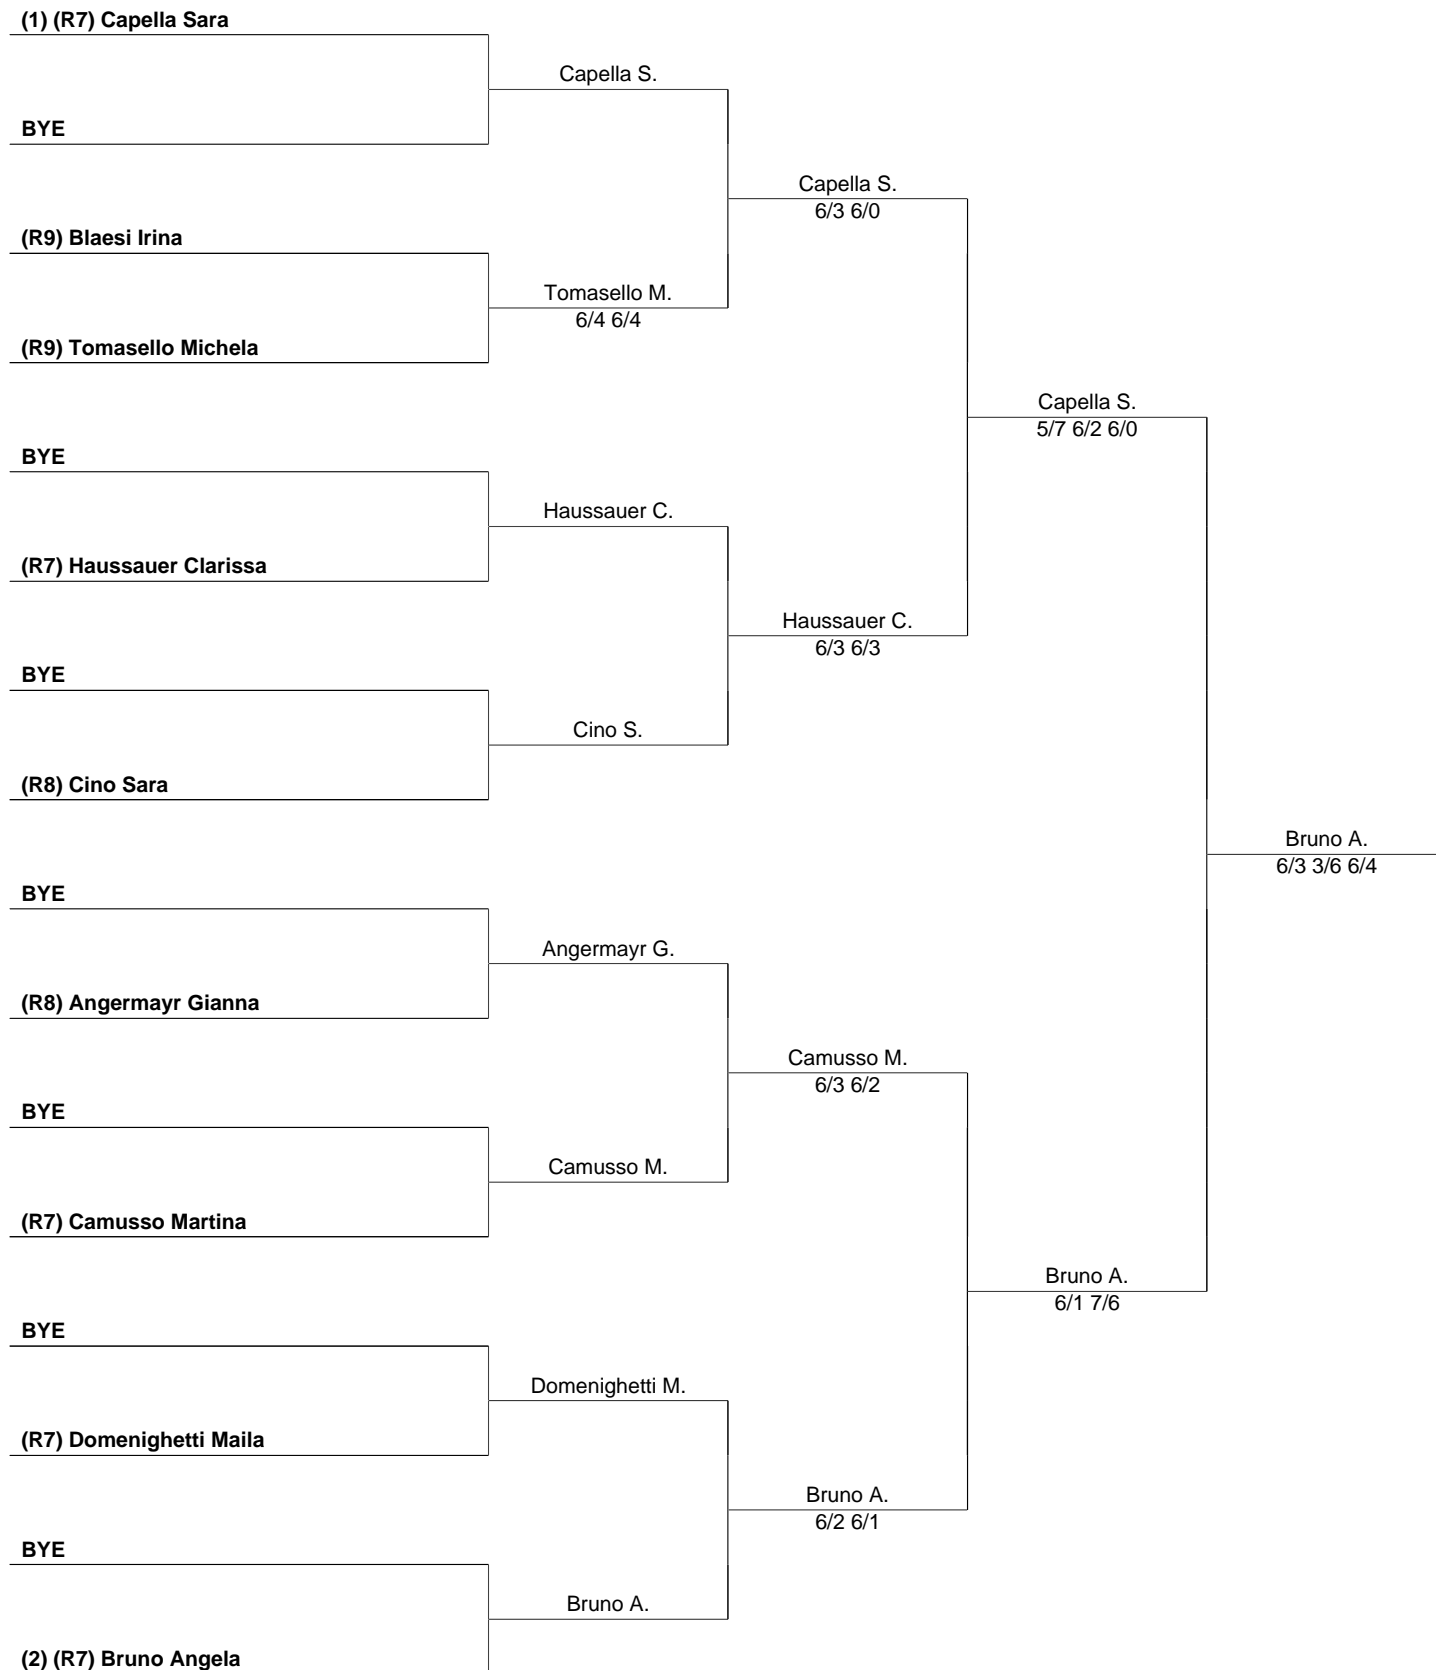 (1) (R7) Capella Sara
Capella S.
BYE
Capella S.
6/3 6/0
(R9) Blaesi Irina
Tomasello M.
6/4 6/4
(R9) Tomasello Michela
Capella S.
5/7 6/2 6/0
BYE
Haussauer C.
(R7) Haussauer Clarissa
Haussauer C.
6/3 6/3
BYE
Cino S.
(R8) Cino Sara
Bruno A.
6/3 3/6 6/4
BYE
Angermayr G.
(R8) Angermayr Gianna
Camusso M.
6/3 6/2
BYE
Camusso M.
(R7) Camusso Martina
Bruno A.
6/1 7/6
BYE
Domenighetti M.
(R7) Domenighetti Maila
Bruno A.
6/2 6/1
BYE
Bruno A.
(2) (R7) Bruno Angela